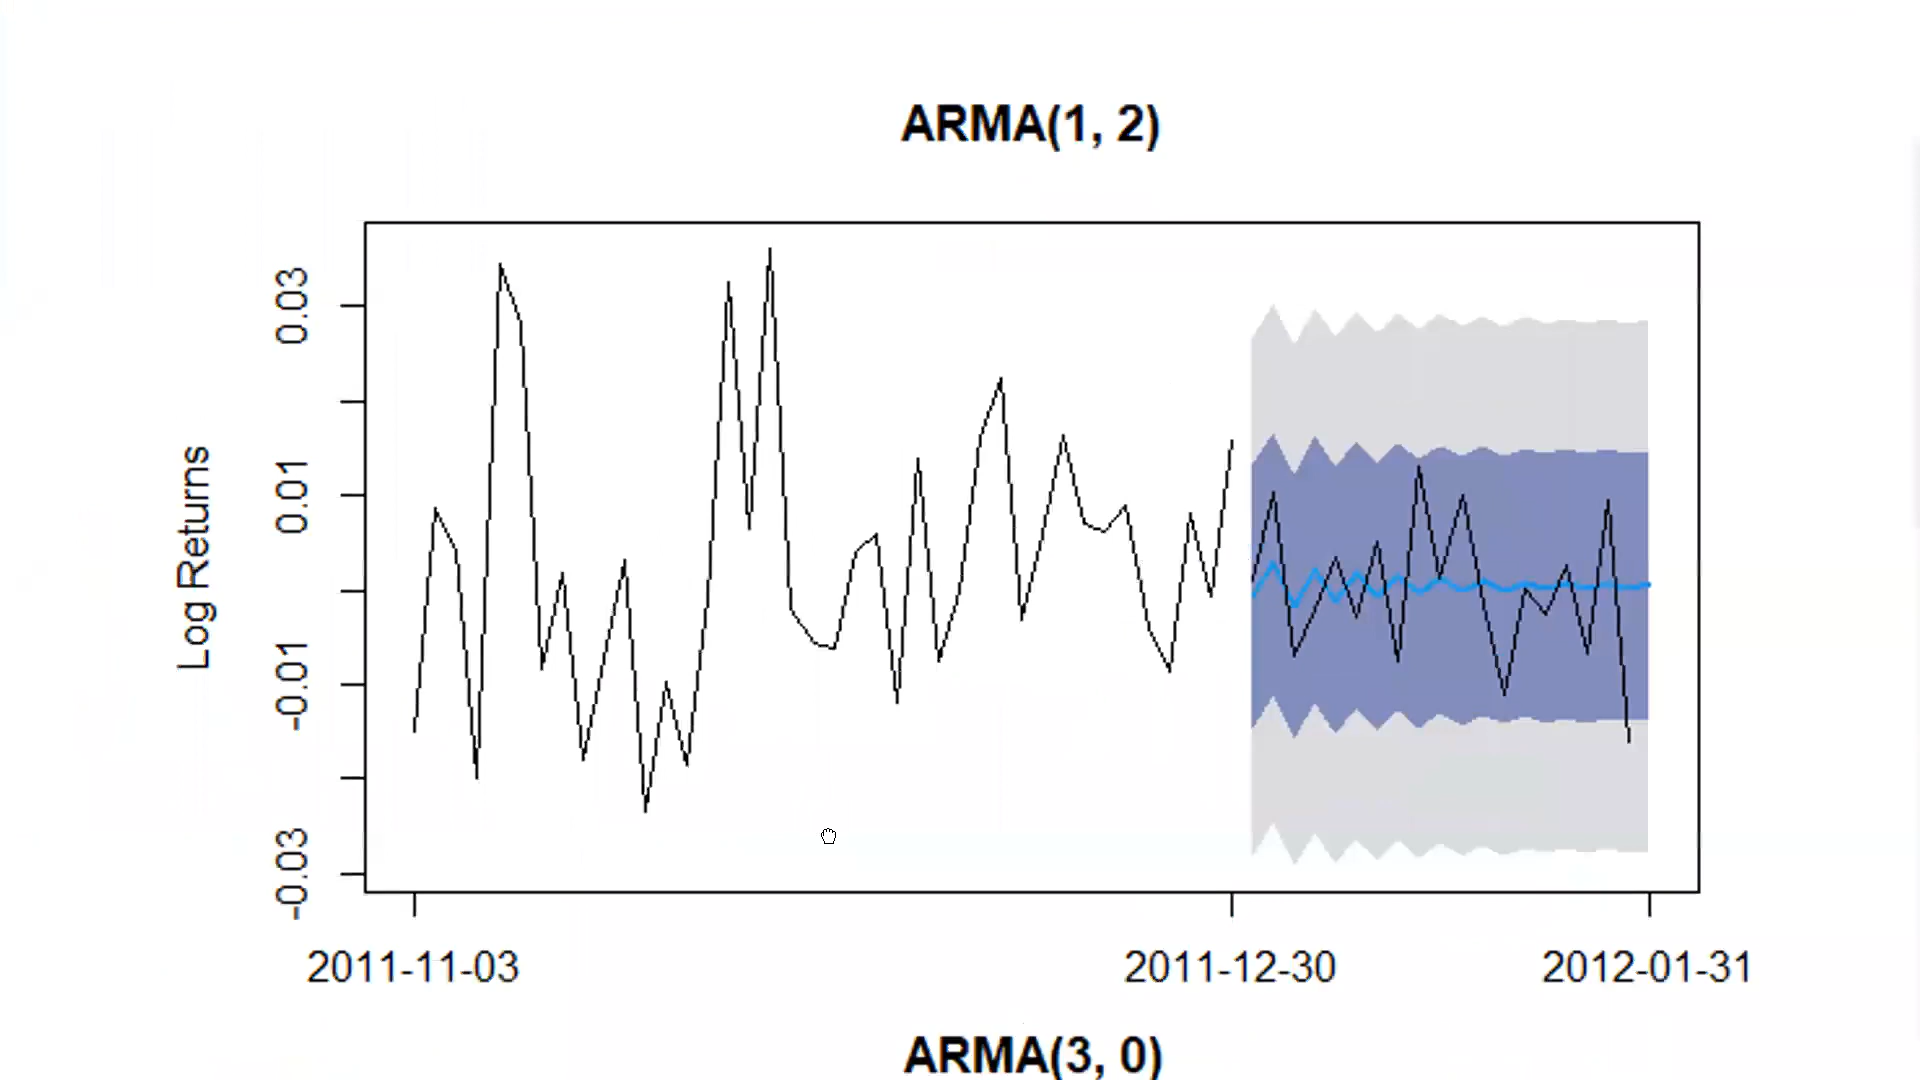 ARMA(1, 2)
0.03
0.01
-0.01
-0.03
Log Returns
2011-11-03
2011-12-30
2012-01-31
ARMA(3, 0)